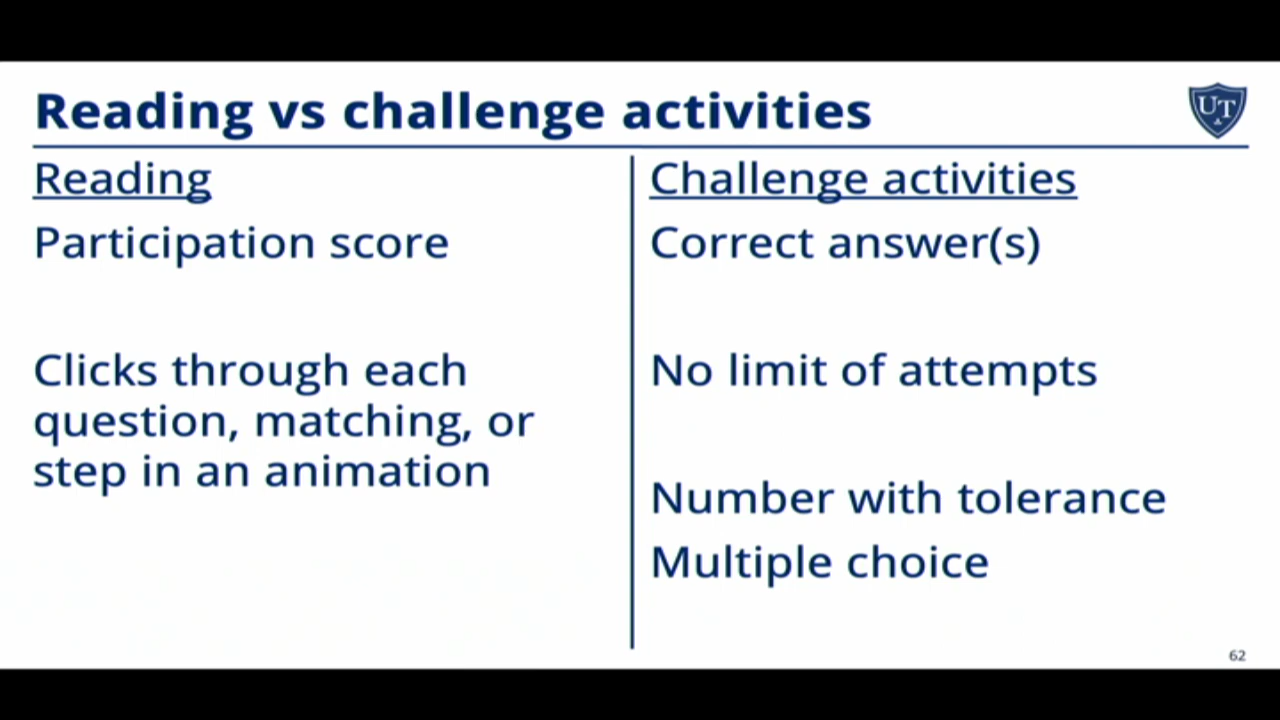 Reading vs challenge activities
UT
Reading
Participation score
Clicks through each
question, matching, or
step in an animation
Challenge activities
Correct answer(s)
No limit of attempts
Number with tolerance
Multiple choice
62